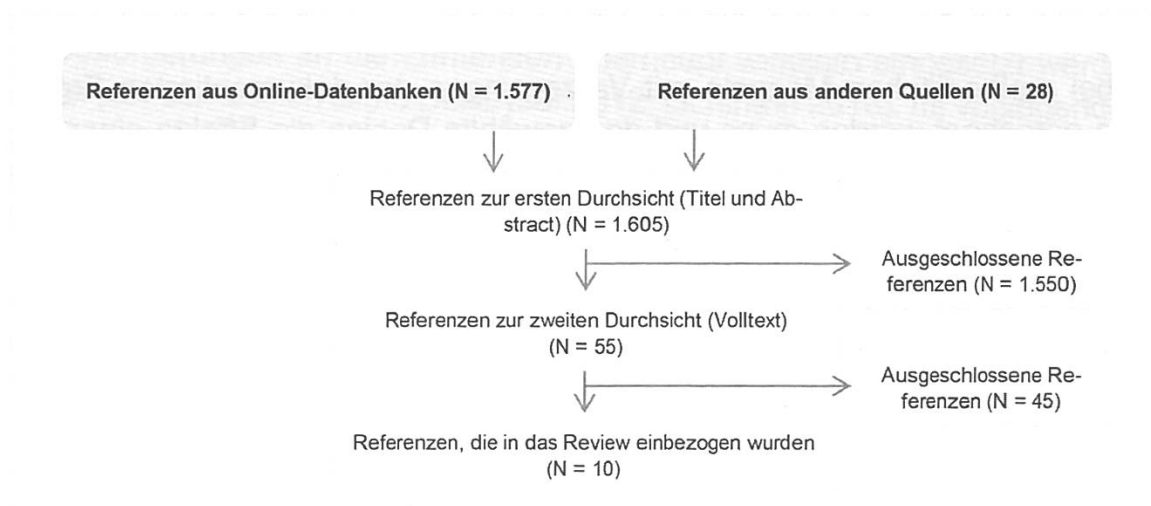 Referenzen aus Online-Datenbanken (N = 1.577)
Referenzen aus anderen Quellen (N = 28)
Referenzen zur ersten Durchsicht (Titel und Ab-
stract) (N = 1.605)
Ausgeschlossene Re-
ferenzen (N = 1.550)
Referenzen zur zweiten Durchsicht (Volltext)
(N = 55)
Ausgeschlossene Re-
ferenzen (N = 45)
Referenzen, die in das Review einbezogen wurden
(N = 10)